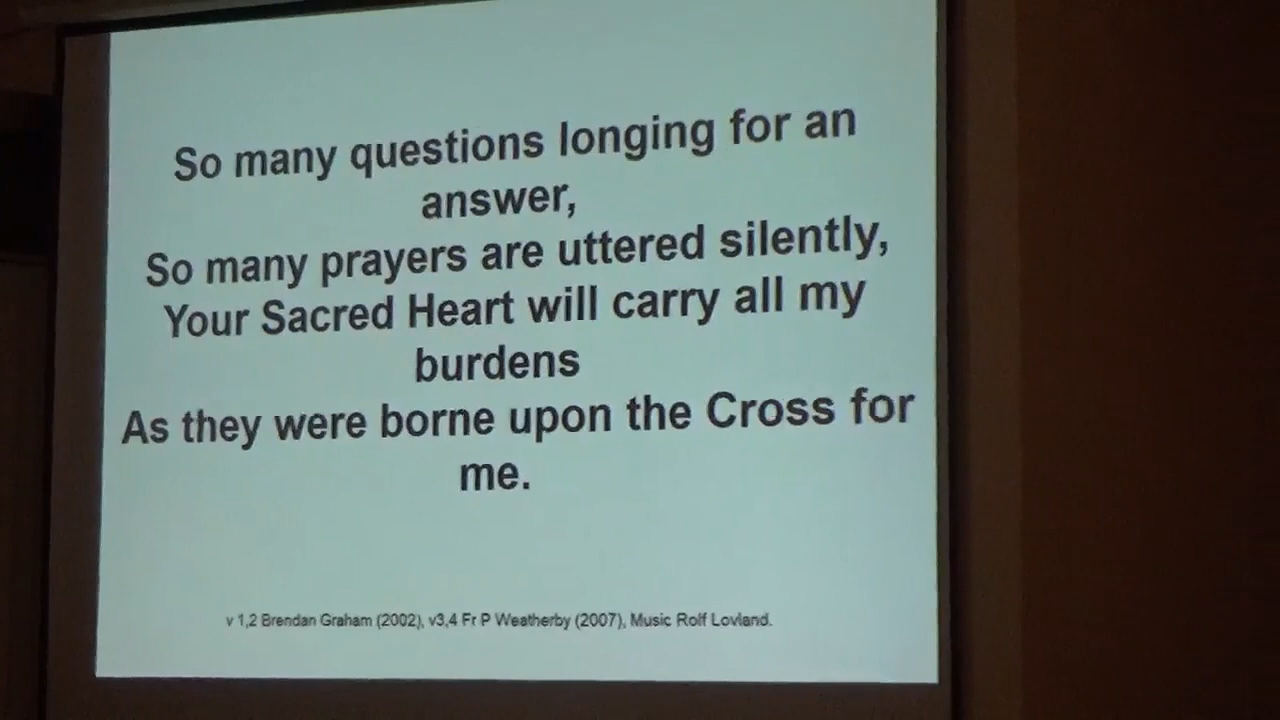 So many questions longing for an
answer,
So many prayers are uttered silently,
Your Sacred Heart will carry all my
burdens
As they were borne upon the Cross for
me.
v 1,2 Brendan Graham (2002), v3,4 Fr P Weatherby (2007), Music Rolf Lovland.